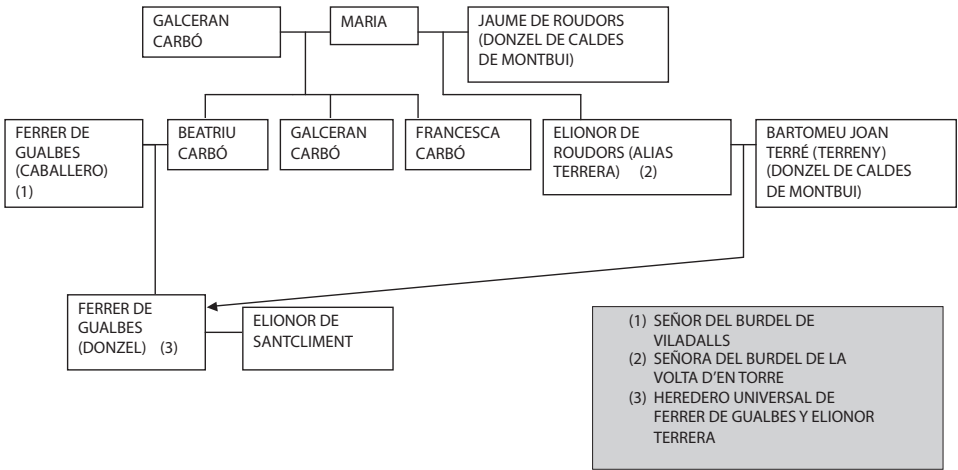 GALCERAN
CARBÓ
MARIA
JAUME DE ROUDORS
(DONZEL DE CALDES
DE MONTBUI)
FERRER DE
GUALBES
(CABALLERO)
(1)
BEATRIU
CARBÓ
GALCERAN
CARBÓ
FRANCESCA
CARBÓ
ELIONOR DE
ROUDORS (ALIAS
TERRERA) (2)
BARTOMEU JOAN
TERRÉ (TERRENY)
(DONZEL DE CALDES
DE MONTBUI)
FERRER DE
GUALBES
(DONZEL) (3)
ELIONOR DE
SANTCLIMENT
(1) SEÑOR DEL BURDEL DE
VILADALLS
(2) SEÑORA DEL BURDEL DE LA
VOLTA D'EN TORRE
(3) HEREDERO UNIVERSAL DE
FERRER DE GUALBES Y ELIONOR
TERRERA